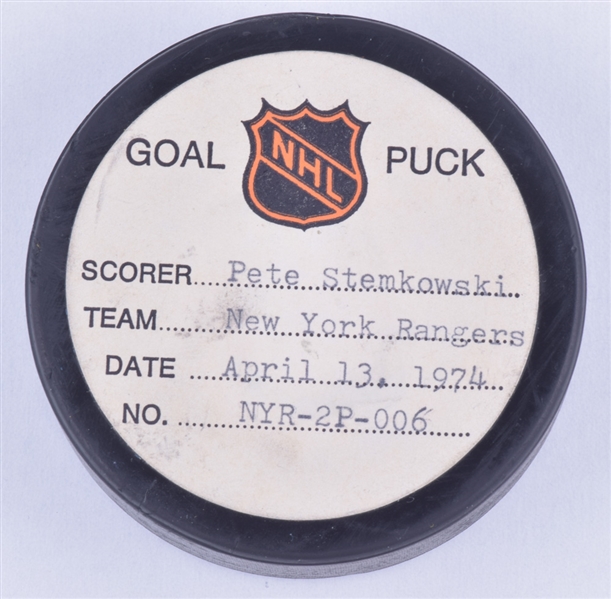 GOAL NHL PUCK
SCORER....Pete Stemkowski..
TEAM......New York Rangers
DATE ....April 13, 1974
NO. ....NYR-2P-006